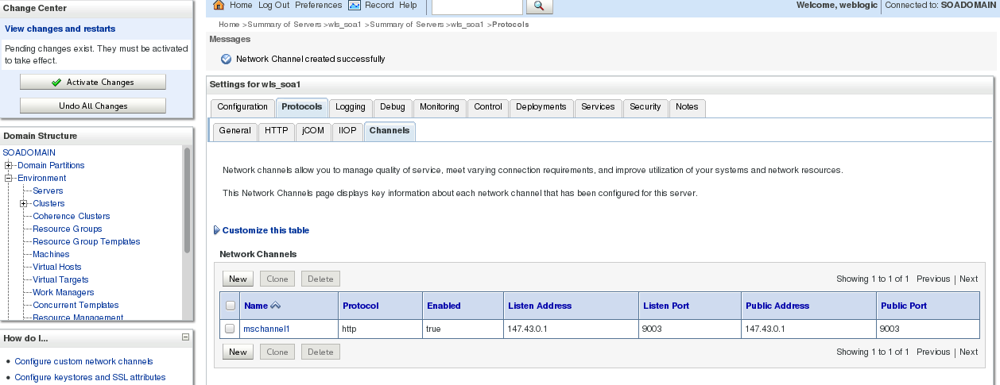 Change Center
View changes and restarts
Pending changes exist. They must be activated
to take effect.
Activate Changes
Undo All Changes
Domain Structure
SOADOMAIN
Domain Partitions
Environment
Servers
Clusters
Coherence Clusters
Resource Groups
Resource Group Templates
Machines
Virtual Hosts
Virtual Targets
Work Managers
Concurrent Templates
Resource Management
How do I...
Configure custom network channels
Configure keystores and SSL attributes
Home Log Out Preferences Record Help
Welcome, weblogic Connected to: SOADOMAIN
Home >Summary of Servers >wls_soa1 >Summary of Servers >wls_soa1 >Protocols
Messages
Network Channel created successfully
Settings for wls_soa1
Configuration Protocols Logging Debug Monitoring Control Deployments Services Security Notes
General HTTP jCOM IIOP Channels
Network channels allow you to manage quality of service, meet varying connection requirements, and improve utilization of your systems and network resources.
This Network Channels page displays key information about each network channel that has been configured for this server.
Customize this table
Network Channels
New Clone Delete Showing 1 to 1 of 1 Previous | Next
Name Protocol Enabled Listen Address Listen Port Public Address Public Port
mschannel1 http true 147.43.0.1 9003 147.43.0.1 9003
New Clone Delete Showing 1 to 1 of 1 Previous | Next